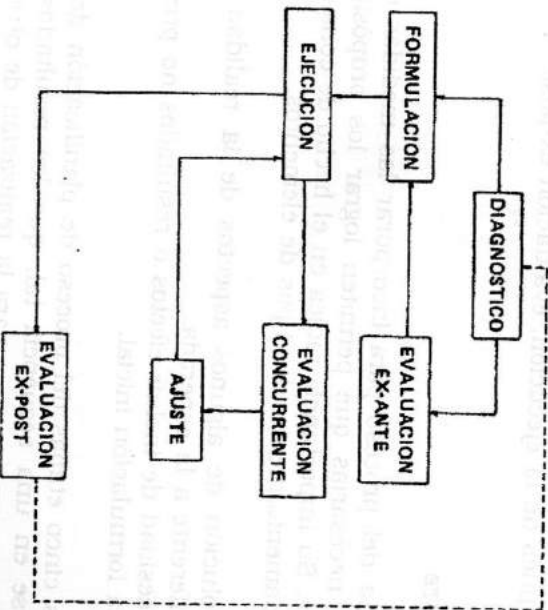 DIAGNOSTICO
FORMULACION
EVALUACION
EX-ANTE
EJECUCION
EVALUACION
CONCURRENTE
AJUSTE
EVALUACION
EX-POST